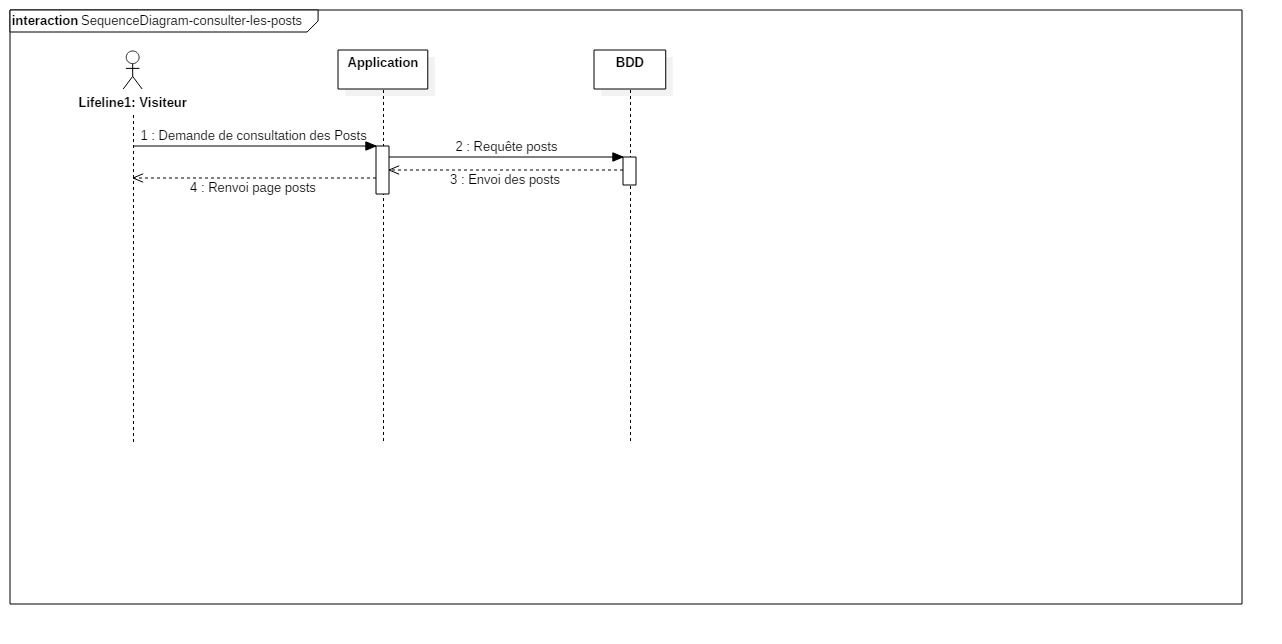 interaction SequenceDiagram-consulter-les-posts
Application
BDD
Lifeline1: Visiteur
1 : Demande de consultation des Posts
2 : Requête posts
3 : Envoi des posts
4 : Renvoi page posts